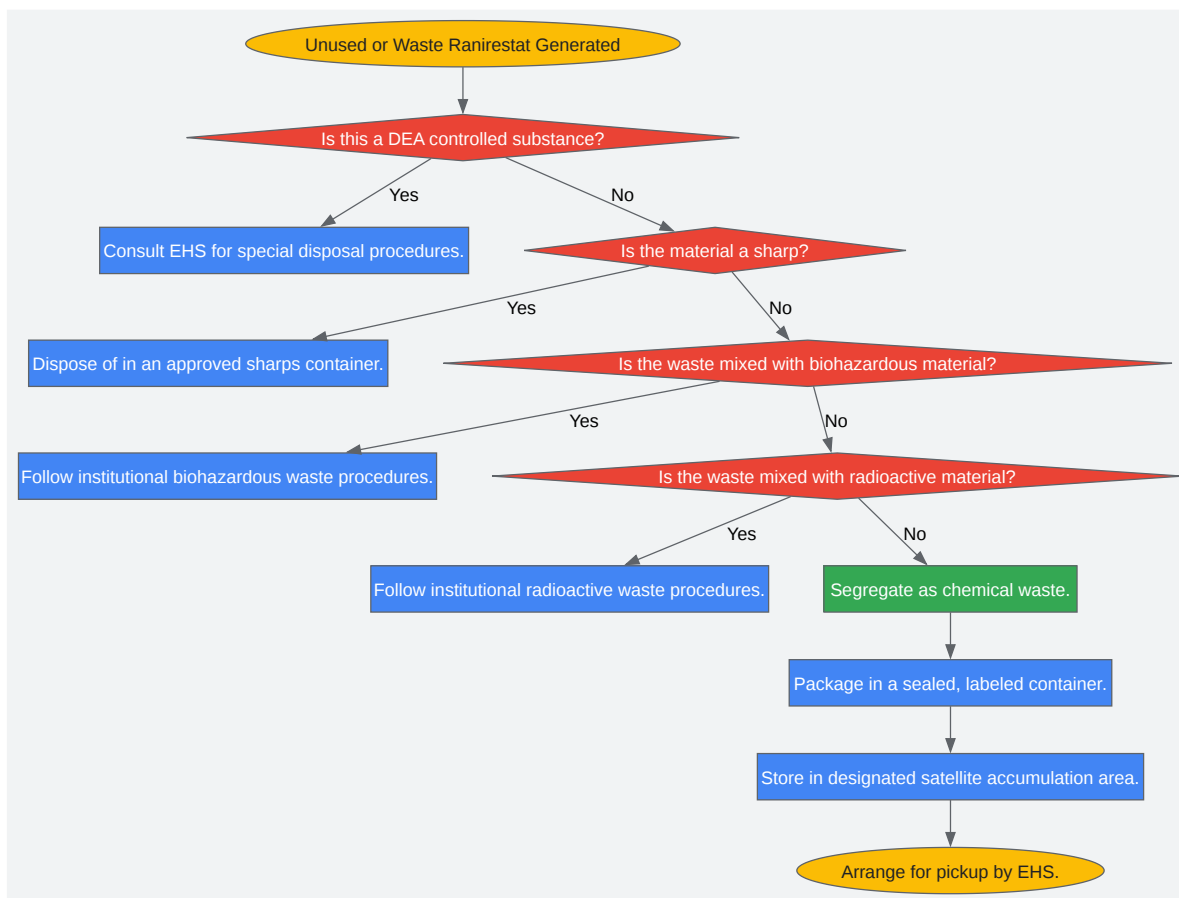 Unused or Waste Ranirestat Generated
Is this a DEA controlled substance?
Yes
No
Consult EHS for special disposal procedures.
Is the material a sharp?
Yes
No
Dispose of in an approved sharps container.
Is the waste mixed with biohazardous material?
Yes
No
Follow institutional biohazardous waste procedures.
Is the waste mixed with radioactive material?
Yes
No
Follow institutional radioactive waste procedures.
Segregate as chemical waste.
Package in a sealed, labeled container.
Store in designated satellite accumulation area.
Arrange for pickup by EHS.